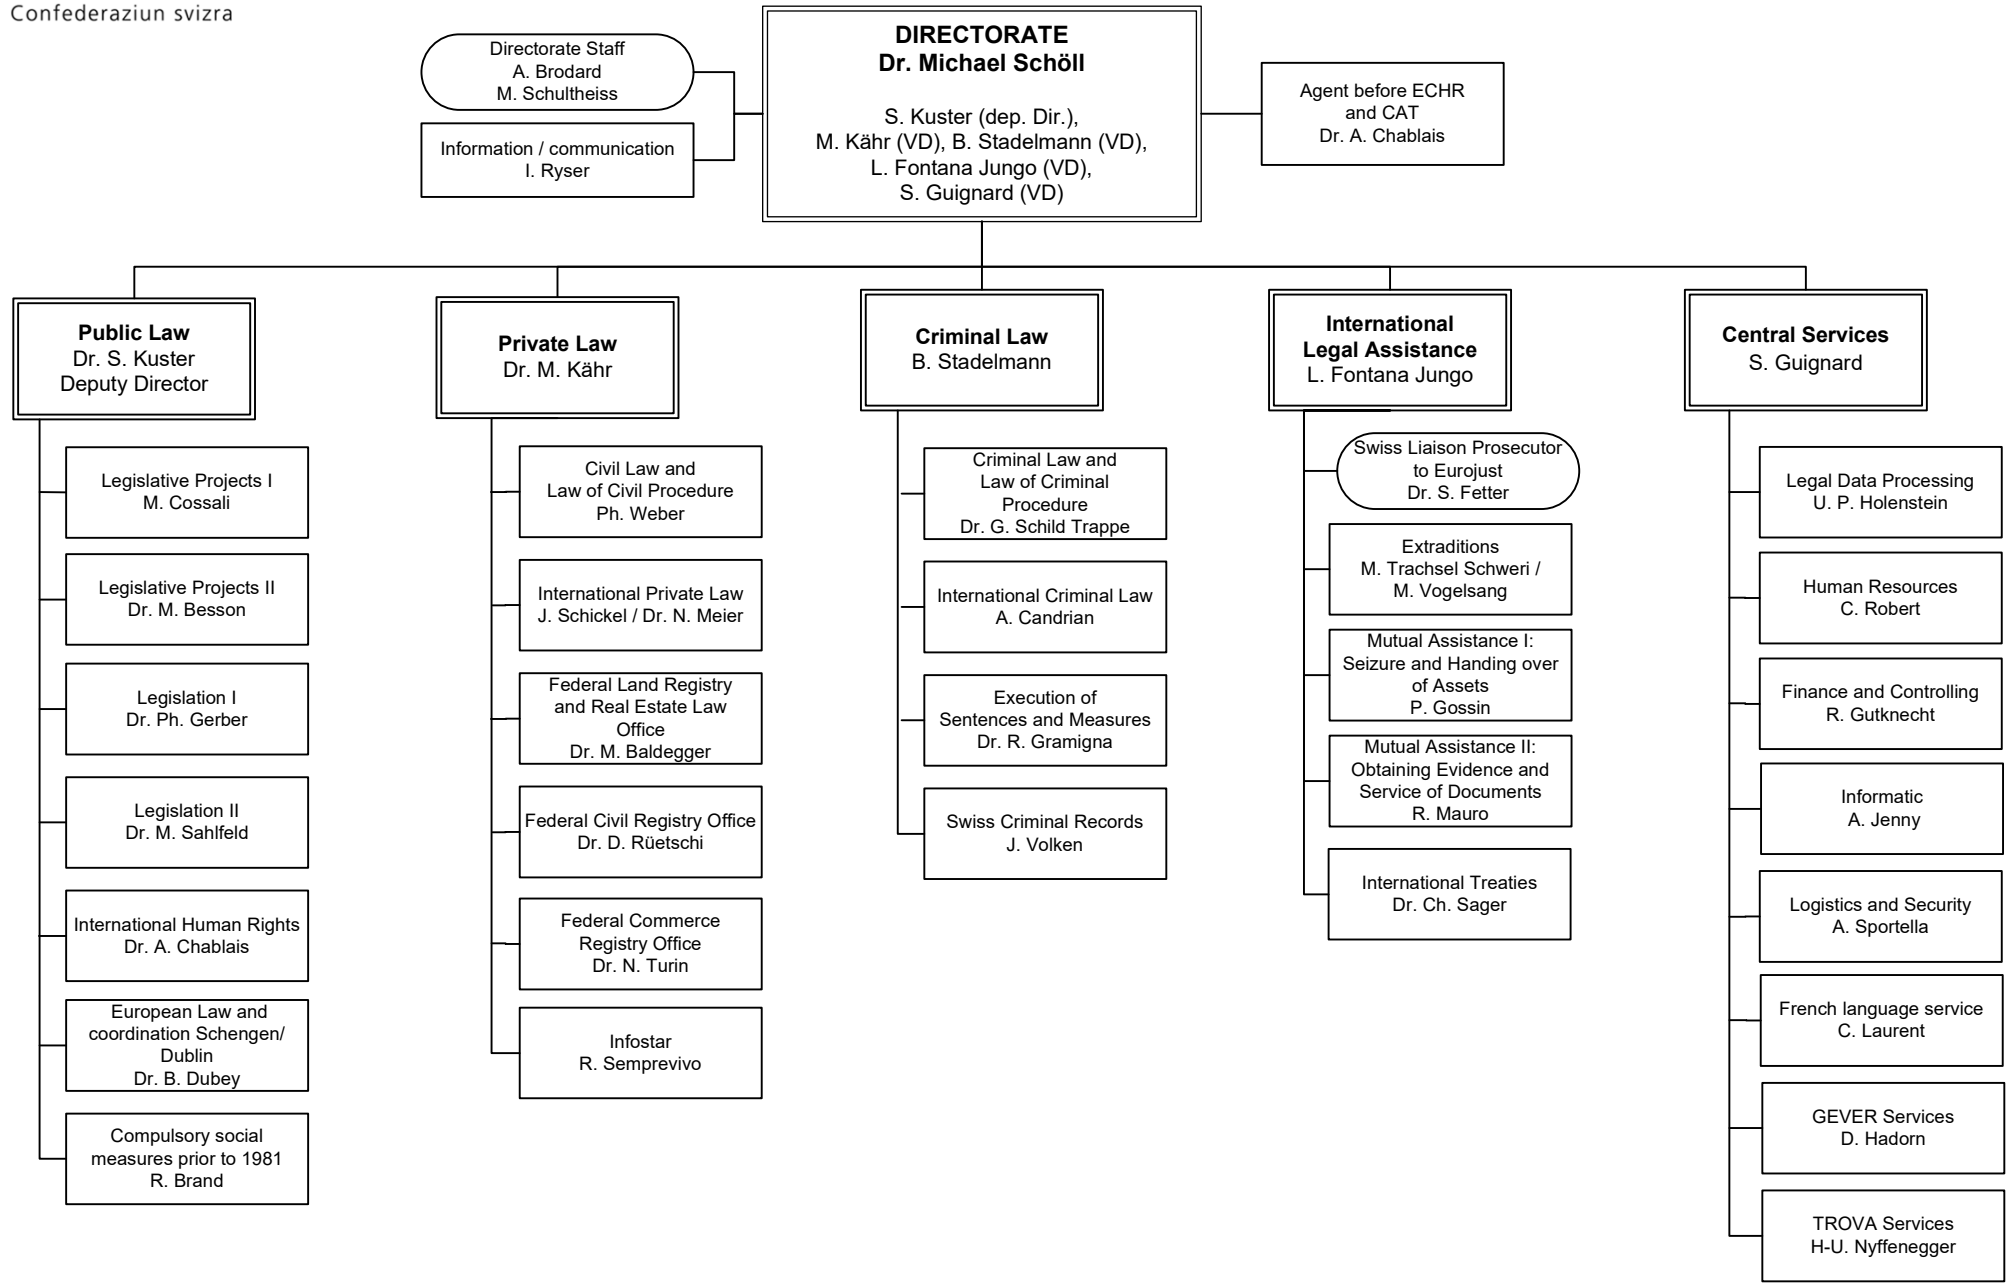 Confederaziun svizra
Directorate Staff
A. Brodard
M. Schultheiss
Information / communication
I. Ryser
DIRECTORATE
Dr. Michael Schöll
S. Kuster (dep. Dir.),
M. Kähr (VD), B. Stadelmann (VD),
L. Fontana Jungo (VD),
S. Guignard (VD)
Agent before ECHR
and CAT
Dr. A. Chablais
Public Law
Dr. S. Kuster
Deputy Director
Legislative Projects I
M. Cossali
Legislative Projects II
Dr. M. Besson
Legislation I
Dr. Ph. Gerber
Legislation II
Dr. M. Sahlfeld
International Human Rights
Dr. A. Chablais
European Law and
coordination Schengen/
Dublin
Dr. B. Dubey
Compulsory social
measures prior to 1981
R. Brand
Private Law
Dr. M. Kähr
Civil Law and
Law of Civil Procedure
Ph. Weber
International Private Law
J. Schickel / Dr. N. Meier
Federal Land Registry
and Real Estate Law
Office
Dr. M. Baldegger
Federal Civil Registry Office
Dr. D. Rüetschi
Federal Commerce
Registry Office
Dr. N. Turin
Infostar
R. Semprevivo
Criminal Law
B. Stadelmann
Criminal Law and
Law of Criminal
Procedure
Dr. G. Schild Trappe
International Criminal Law
A. Candrian
Execution of
Sentences and Measures
Dr. R. Gramigna
Swiss Criminal Records
J. Volken
International
Legal Assistance
L. Fontana Jungo
Swiss Liaison Prosecutor
to Eurojust
Dr. S. Fetter
Extraditions
M. Trachsel Schweri /
M. Vogelsang
Mutual Assistance I:
Seizure and Handing over
of Assets
P. Gossin
Mutual Assistance II:
Obtaining Evidence and
Service of Documents
R. Mauro
International Treaties
Dr. Ch. Sager
Central Services
S. Guignard
Legal Data Processing
U. P. Holenstein
Human Resources
C. Robert
Finance and Controlling
R. Gutknecht
Informatic
A. Jenny
Logistics and Security
A. Sportella
French language service
C. Laurent
GEVER Services
D. Hadorn
TROVA Services
H-U. Nyffenegger